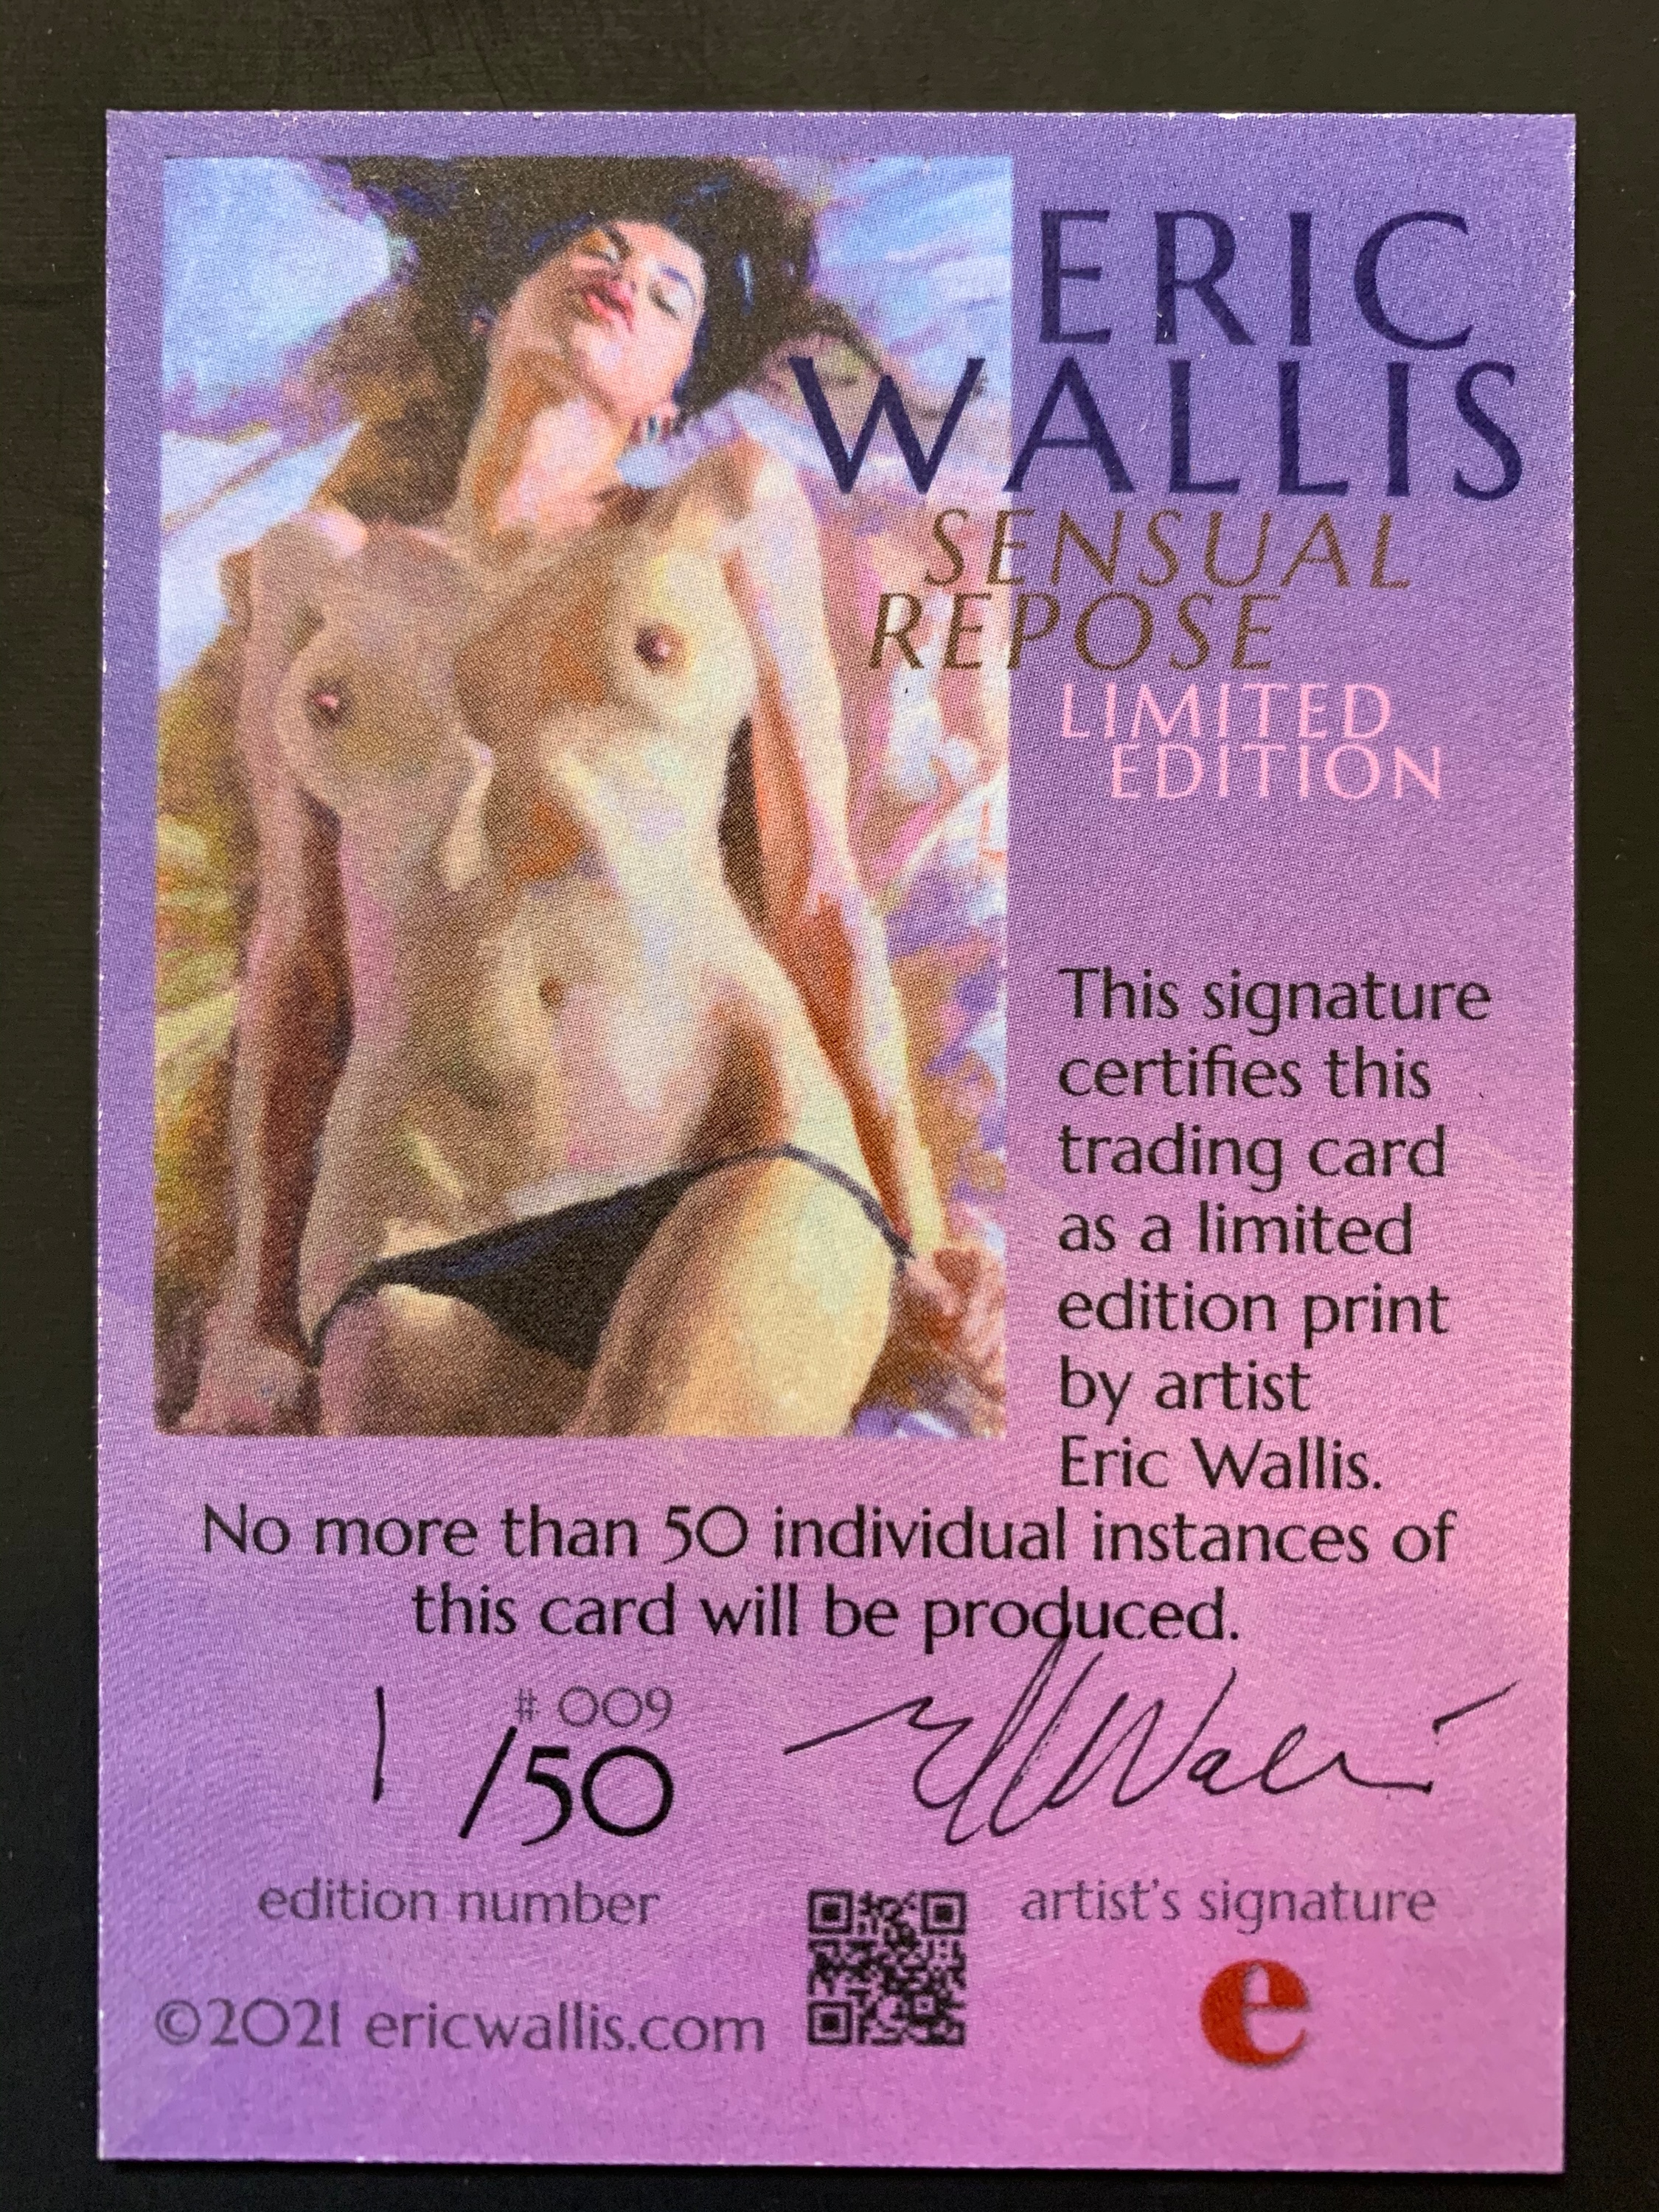 ERIC
WALLIS
SENSUAL
REPOSE
LIMITED
EDITION
This signature
certifies this
trading card
as a limited
edition print
by artist
Eric Wallis.
No more than 50 individual instances of
this card will be produced.
# 009
1 /50
EWallis
edition number
artist's signature
©2021 ericwallis.com
e